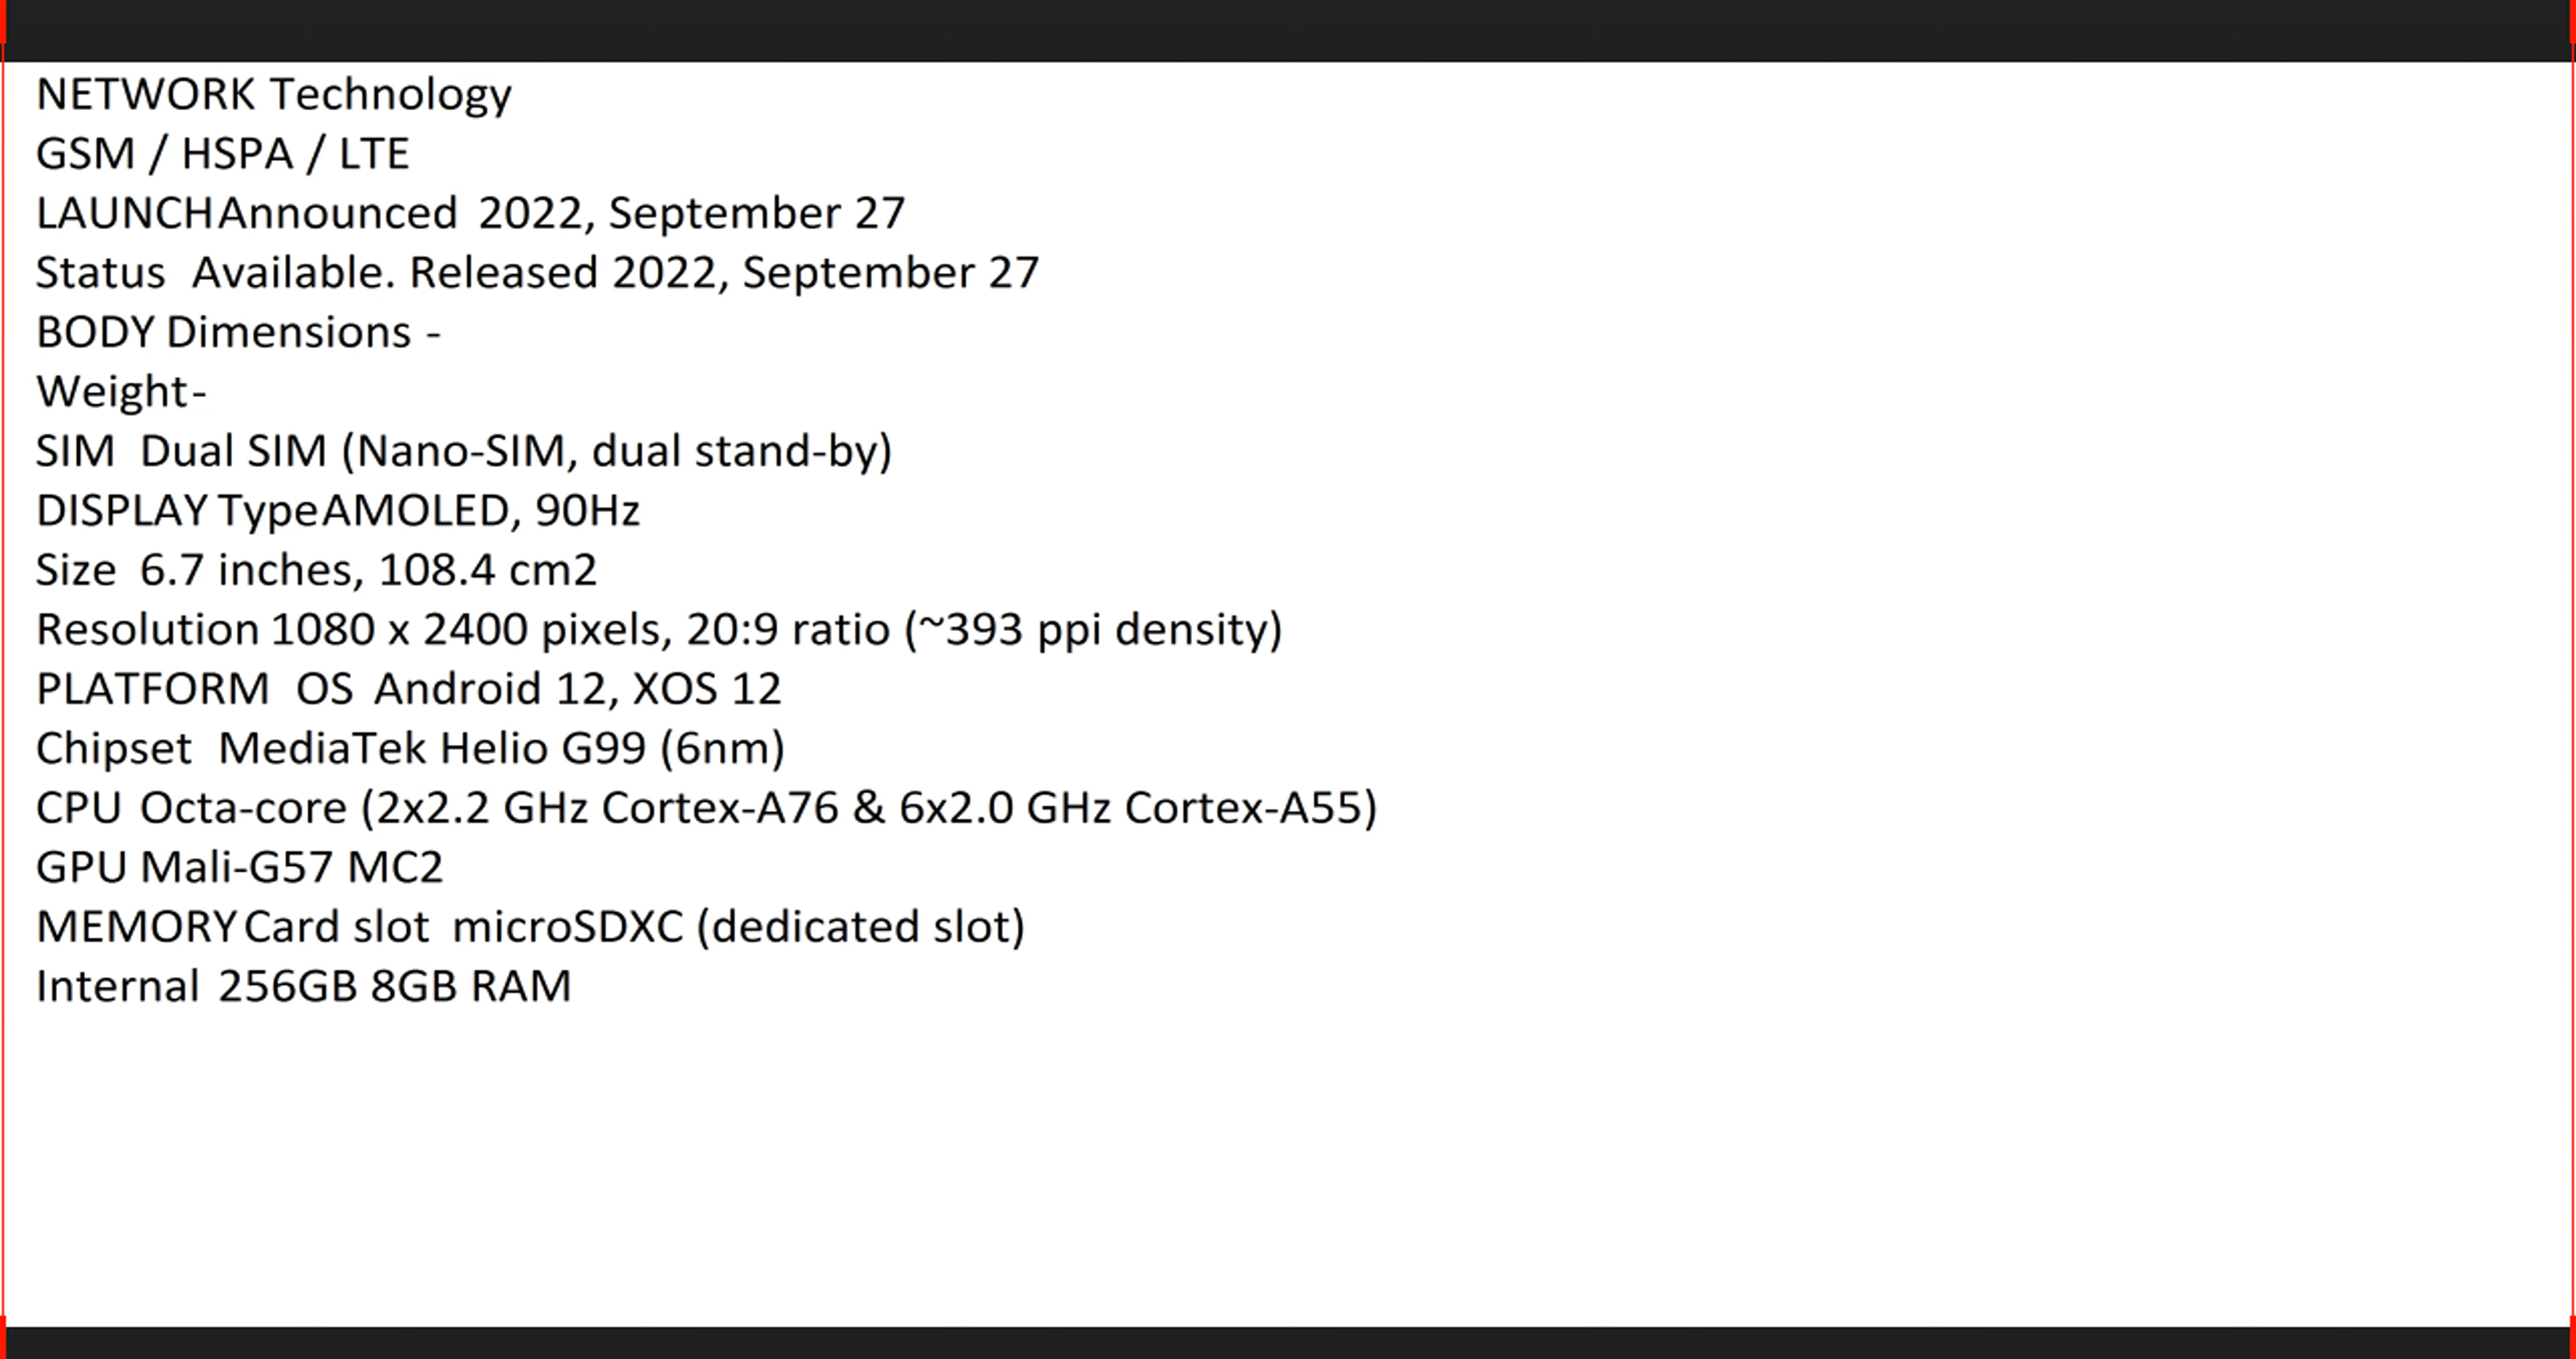 NETWORK Technology
GSM / HSPA / LTE
LAUNCH Announced 2022, September 27
Status Available. Released 2022, September 27
BODY Dimensions -
Weight -
SIM Dual SIM (Nano-SIM, dual stand-by)
DISPLAY Type AMOLED, 90Hz
Size 6.7 inches, 108.4 cm2
Resolution 1080 x 2400 pixels, 20:9 ratio (~393 ppi density)
PLATFORM OS Android 12, XOS 12
Chipset MediaTek Helio G99 (6nm)
CPU Octa-core (2x2.2 GHz Cortex-A76 & 6x2.0 GHz Cortex-A55)
GPU Mali-G57 MC2
MEMORY Card slot microSDXC (dedicated slot)
Internal 256GB 8GB RAM